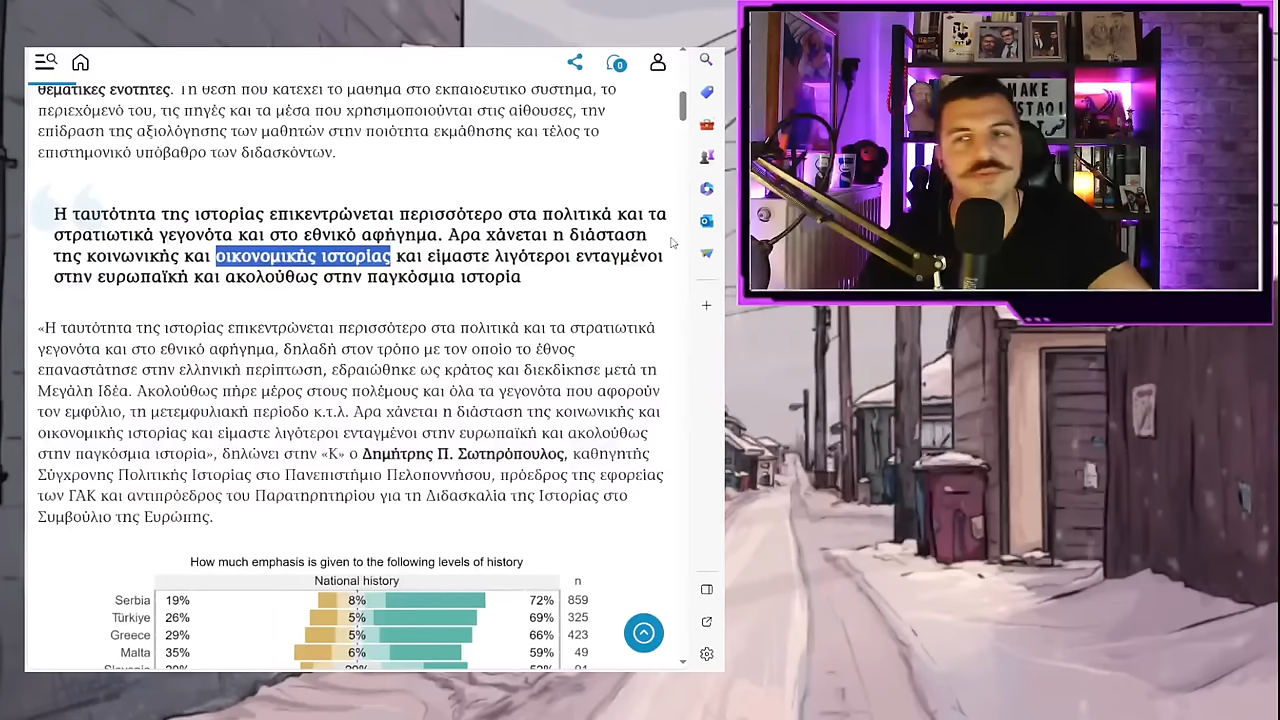 0
θεματικές ενότητες. Τη θέση που κατέχει το μάθημα στο εκπαιδευτικό σύστημα, το
περιεχόμενό του, τις πηγές και τα μέσα που χρησιμοποιούνται στις αίθουσες, την
επίδραση της αξιολόγησης των μαθητών στην ποιότητα εκμάθησης και τέλος το
επιστημονικό υπόβαθρο των διδασκόντων.
Η ταυτότητα της ιστορίας επικεντρώνεται περισσότερο στα πολιτικά και τα
στρατιωτικά γεγονότα και στο εθνικό αφήγημα. Αρα χάνεται η διάσταση
της κοινωνικής και οικονομικής ιστορίας και είμαστε λιγότεροι ενταγμένοι
στην ευρωπαϊκή και ακολούθως στην παγκόσμια ιστορία
«Η ταυτότητα της ιστορίας επικεντρώνεται περισσότερο στα πολιτικά και τα στρατιωτικά
γεγονότα και στο εθνικό αφήγημα, δηλαδή στον τρόπο με τον οποίο το έθνος
επαναστάτησε στην ελληνική περίπτωση, εδραιώθηκε ως κράτος και διεκδίκησε μετά τη
Μεγάλη Ιδέα. Ακολούθως πήρε μέρος στους πολέμους και όλα τα γεγονότα που αφορούν
τον εμφύλιο, τη μετεμφυλιακή περίοδο κ.τ.λ. Αρα χάνεται η διάσταση της κοινωνικής και
οικονομικής ιστορίας και είμαστε λιγότεροι ενταγμένοι στην ευρωπαϊκή και ακολούθως
στην παγκόσμια ιστορία», δηλώνει στην «Κ» ο Δημήτρης Π. Σωτηρόπουλος, καθηγητής
Σύγχρονης Πολιτικής Ιστορίας στο Πανεπιστήμιο Πελοποννήσου, πρόεδρος της εφορείας
των ΓΑΚ και αντιπρόεδρος του Παρατηρητηρίου για τη Διδασκαλία της Ιστορίας στο
Συμβούλιο της Ευρώπης.
How much emphasis is given to the following levels of history
National history n
Serbia 19% 8% 72% 859
Türkiye 26% 5% 69% 325
Greece 29% 5% 66% 423
Malta 35% 6% 59% 49
MAKE